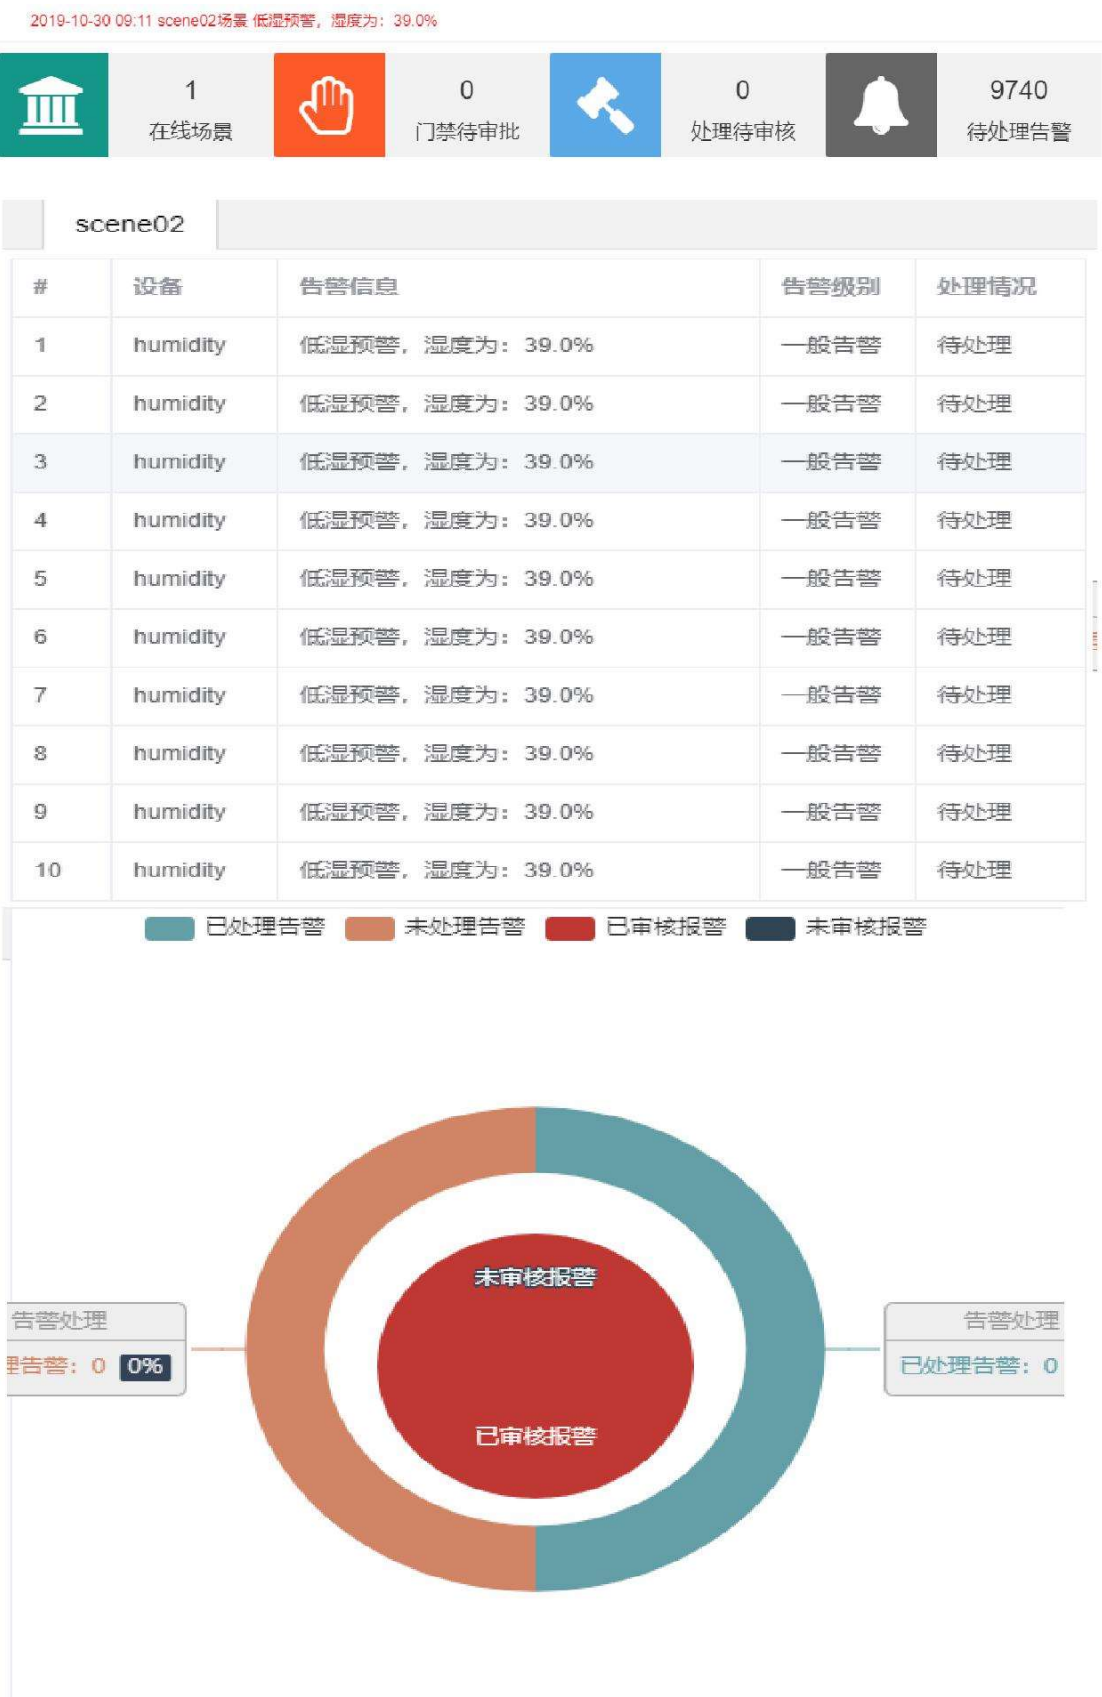 2019-10-30 09:11 scene02场景 低湿预警，湿度为：39.0%
1
在线场景
0
门禁待审批
0
处理待审核
9740
待处理告警
scene02
# 设备 告警信息 告警级别 处理情况
1 humidity 低湿预警，湿度为：39.0% 一般告警 待处理
2 humidity 低湿预警，湿度为：39.0% 一般告警 待处理
3 humidity 低湿预警，湿度为：39.0% 一般告警 待处理
4 humidity 低湿预警，湿度为：39.0% 一般告警 待处理
5 humidity 低湿预警，湿度为：39.0% 一般告警 待处理
6 humidity 低湿预警，湿度为：39.0% 一般告警 待处理
7 humidity 低湿预警，湿度为：39.0% 一般告警 待处理
8 humidity 低湿预警，湿度为：39.0% 一般告警 待处理
9 humidity 低湿预警，湿度为：39.0% 一般告警 待处理
10 humidity 低湿预警，湿度为：39.0% 一般告警 待处理
已处理告警 未处理告警 已审核报警 未审核报警
未审核报警
已审核报警
告警处理
理告警：0 0%
告警处理
已处理告警：0